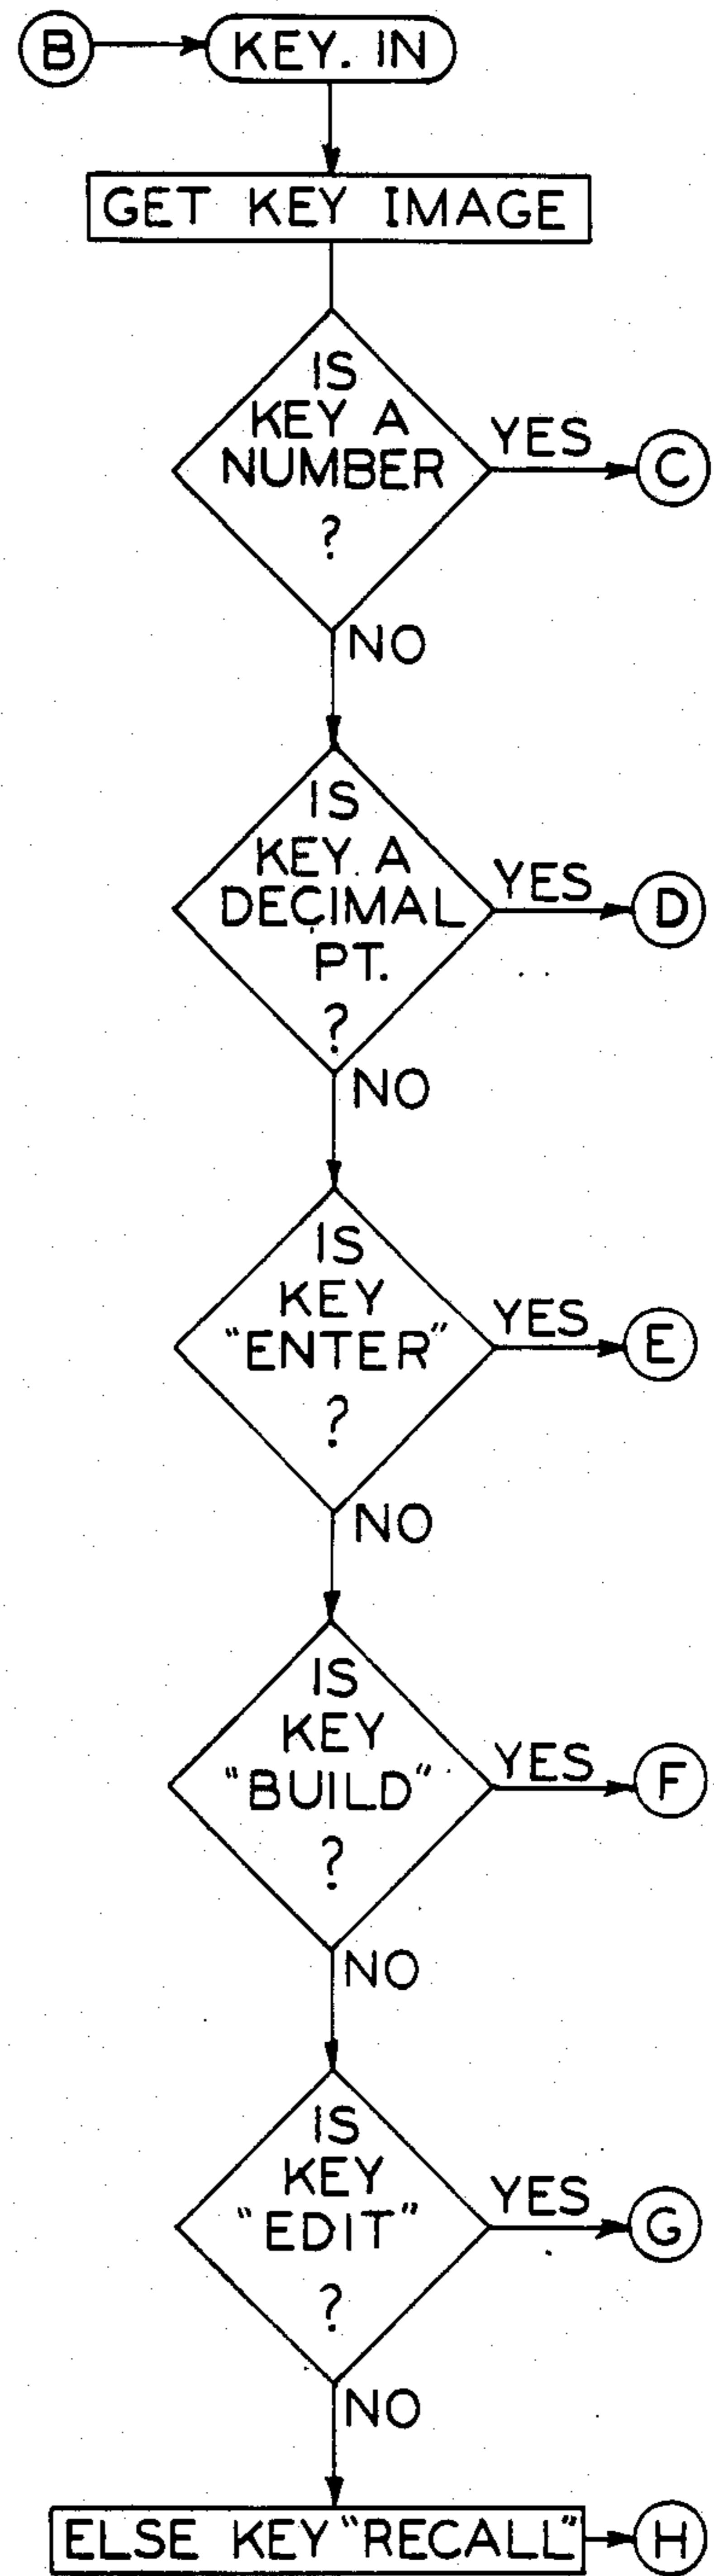 B KEY. IN
GET KEY IMAGE
IS
KEY A
NUMBER
?
YES
C
NO
IS
KEY A
DECIMAL
PT.
?
YES
D
NO
IS
KEY
"ENTER"
?
YES
E
NO
IS
KEY
"BUILD"
?
YES
F
NO
IS
KEY
"EDIT"
?
YES
G
NO
ELSE KEY "RECALL" H